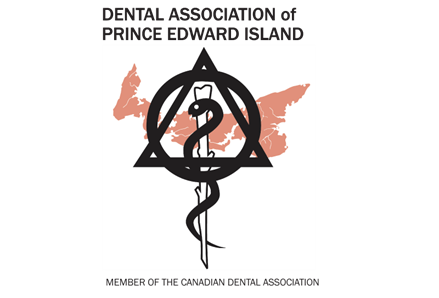 DENTAL ASSOCIATION of
PRINCE EDWARD ISLAND
MEMBER OF THE CANADIAN DENTAL ASSOCIATION